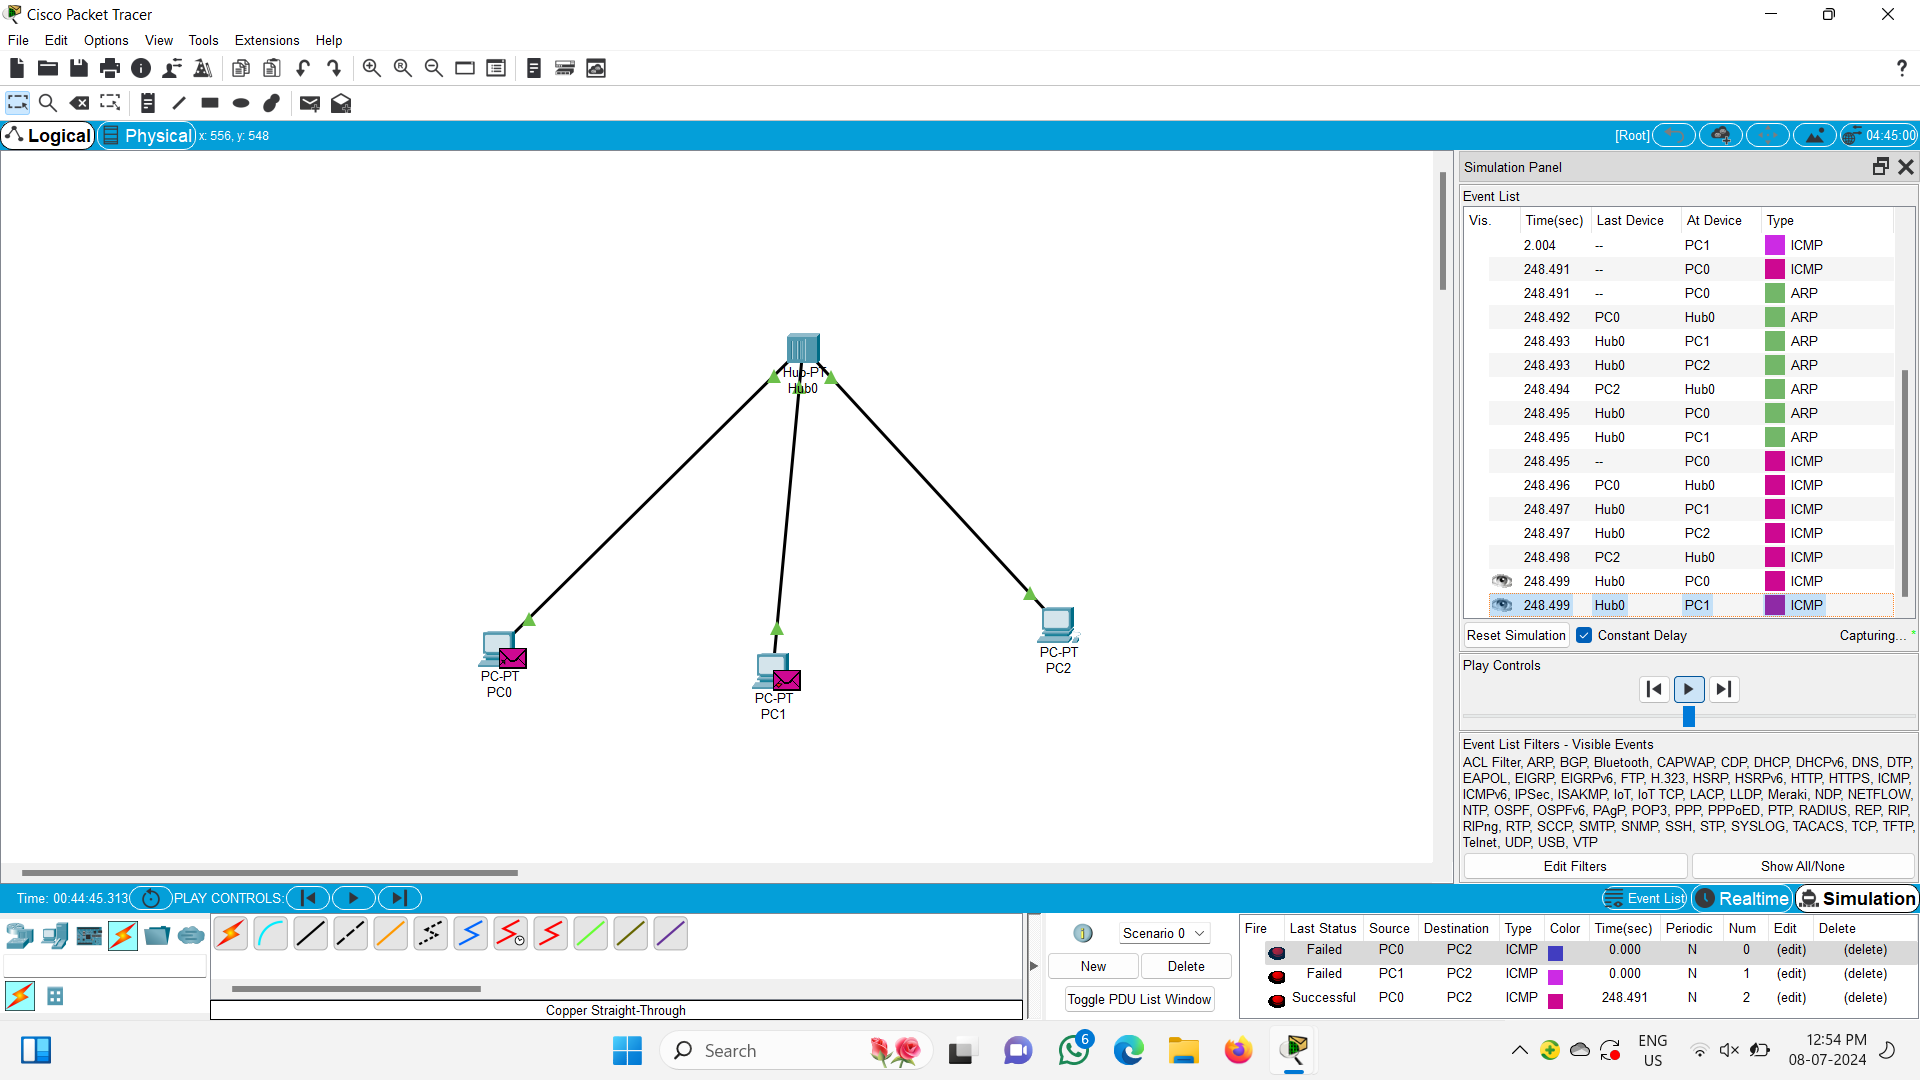 Cisco Packet Tracer
File Edit Options View Tools Extensions Help
?
Logical Physical x: 556, y: 548 [Root] 04:45:00
Simulation Panel
Event List
Vis. Time(sec) Last Device At Device Type
2.004 -- PC1 ICMP
248.491 -- PC0 ICMP
248.491 -- PC0 ARP
248.492 PC0 Hub0 ARP
248.493 Hub0 PC1 ARP
248.493 Hub0 PC2 ARP
248.494 PC2 Hub0 ARP
248.495 Hub0 PC0 ARP
248.495 Hub0 PC1 ARP
248.495 -- PC0 ICMP
248.496 PC0 Hub0 ICMP
248.497 Hub0 PC1 ICMP
248.497 Hub0 PC2 ICMP
248.498 PC2 Hub0 ICMP
248.499 Hub0 PC0 ICMP
248.499 Hub0 PC1 ICMP
Reset Simulation Constant Delay Capturing... *
Play Controls
Event List Filters - Visible Events
ACL Filter, ARP, BGP, Bluetooth, CAPWAP, CDP, DHCP, DHCPv6, DNS, DTP,
EAPOL, EIGRP, EIGRPv6, FTP, H.323, HSRP, HSRPv6, HTTP, HTTPS, ICMP,
ICMPv6, IPSec, ISAKMP, IoT, IoT TCP, LACP, LLDP, Meraki, NDP, NETFLOW,
NTP, OSPF, OSPFv6, PAgP, POP3, PPP, PPPoED, PTP, RADIUS, REP, RIP,
RIPng, RTP, SCCP, SMTP, SNMP, SSH, STP, SYSLOG, TACACS, TCP, TFTP,
Telnet, UDP, USB, VTP
Edit Filters Show All/None
Hub-PT
Hub0
PC-PT
PC0
PC-PT
PC1
PC-PT
PC2
Time: 00:44:45.313 PLAY CONTROLS: Event List Realtime Simulation
Copper Straight-Through
1 Scenario 0
New Delete
Toggle PDU List Window
Fire Last Status Source Destination Type Color Time(sec) Periodic Num Edit Delete
Failed PC0 PC2 ICMP 0.000 N 0 (edit) (delete)
Failed PC1 PC2 ICMP 0.000 N 1 (edit) (delete)
Successful PC0 PC2 ICMP 248.491 N 2 (edit) (delete)
Search
6
ENG
US
12:54 PM
08-07-2024